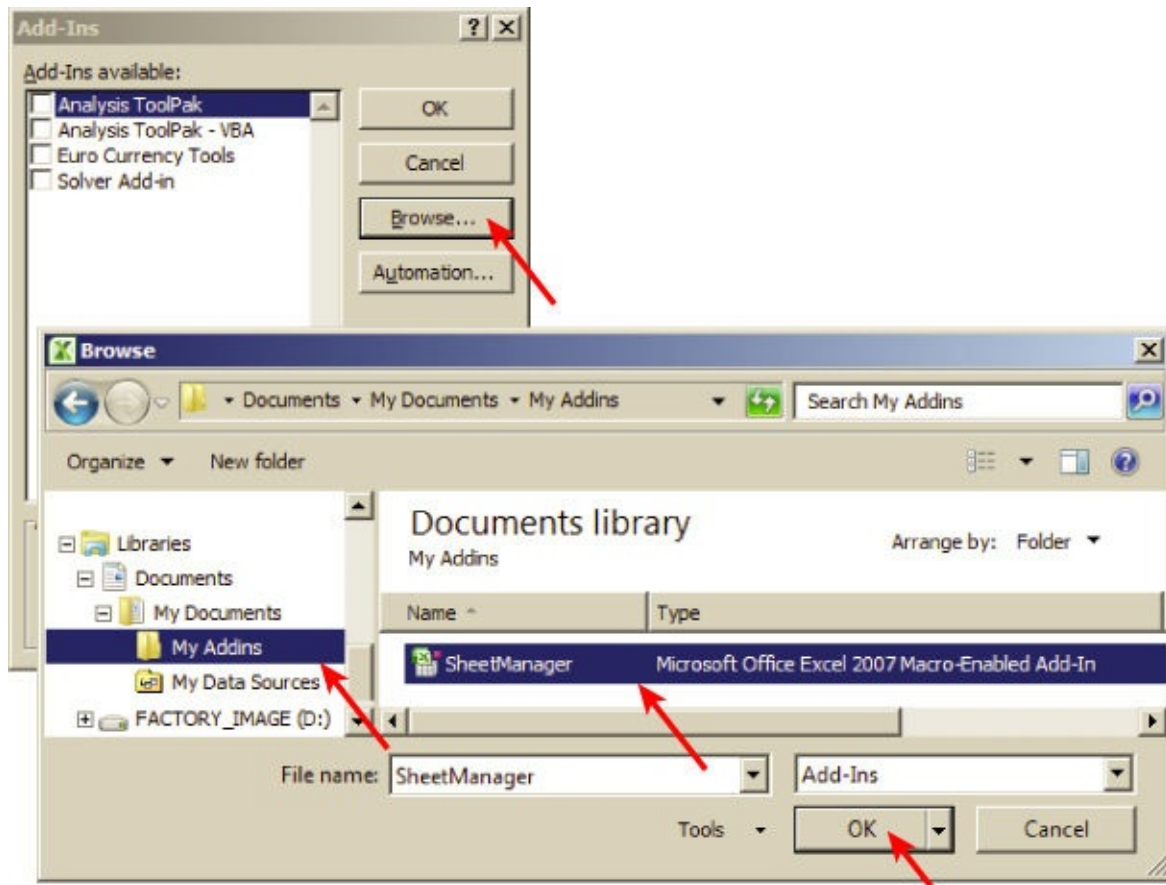 Add-Ins
Add-Ins available:
Analysis ToolPak
Analysis ToolPak - VBA
Euro Currency Tools
Solver Add-in
OK
Cancel
Browse...
Automation...
Browse
Documents My Documents My Addins
Search My Addins
Organize New folder
Libraries
Documents
My Documents
My Addins
My Data Sources
FACTORY_IMAGE (D:)
Documents library
My Addins
Arrange by: Folder
Name Type
SheetManager Microsoft Office Excel 2007 Macro-Enabled Add-In
File name: SheetManager
Add-Ins
Tools OK Cancel